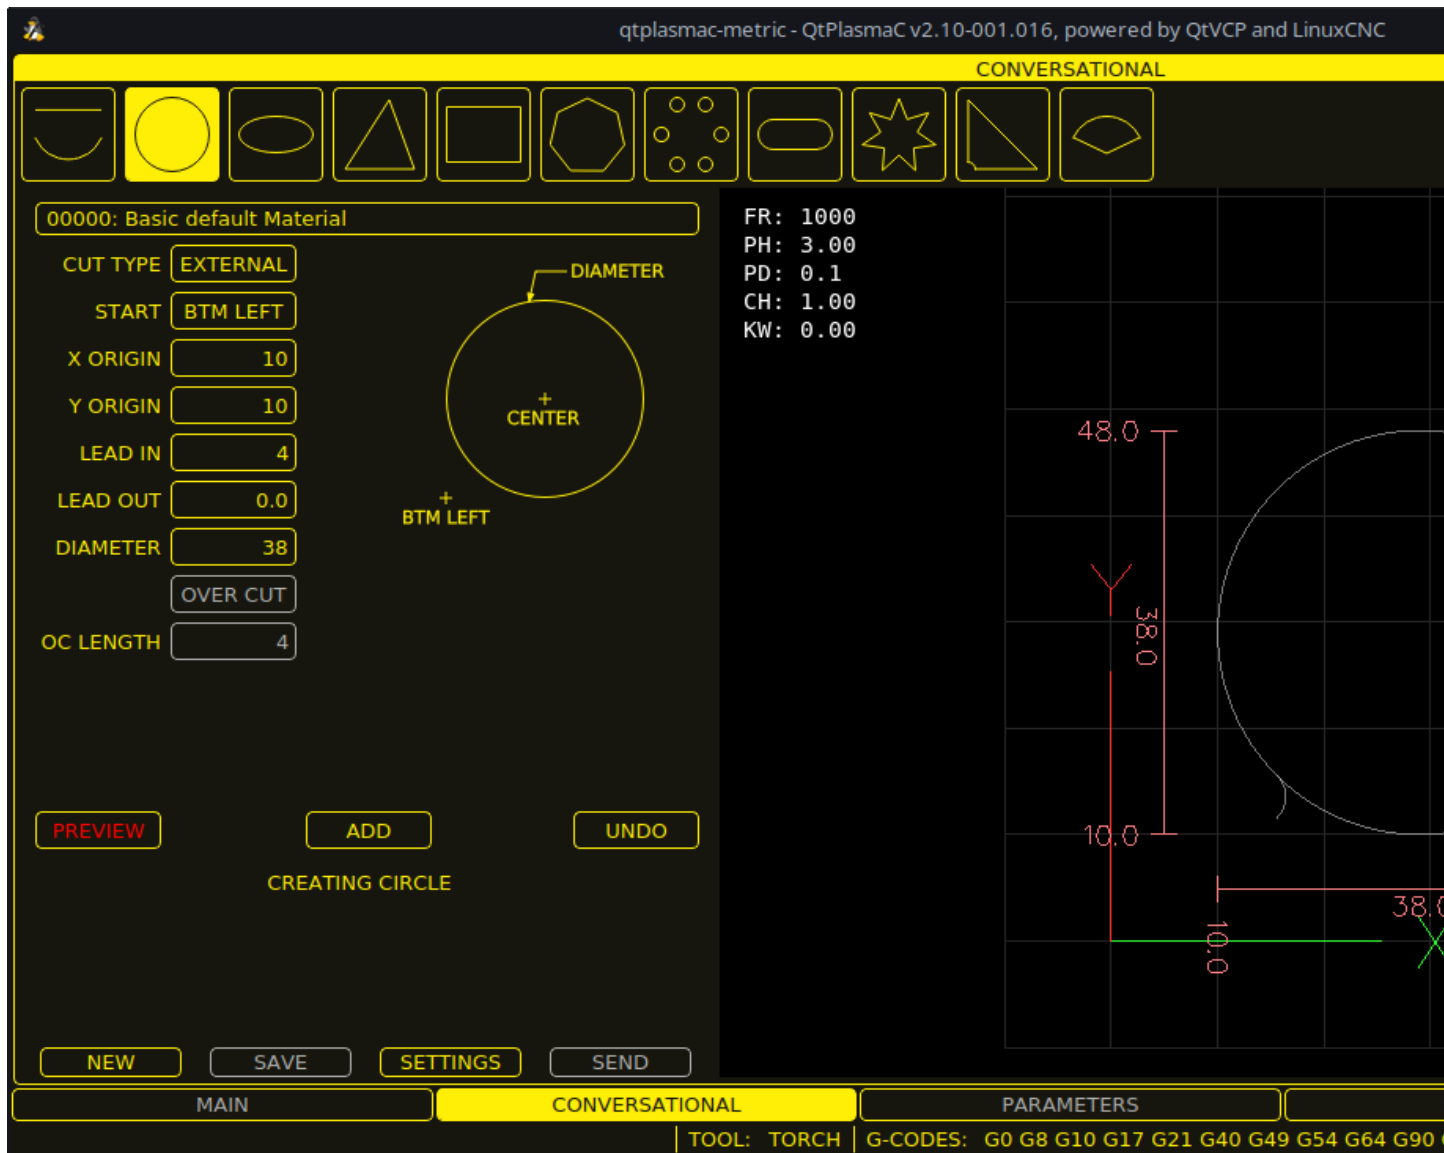 qtplasmac-metric - QtPlasmaC v2.10-001.016, powered by QtVCP and LinuxCNC
CONVERSATIONAL
00000: Basic default Material
CUT TYPE EXTERNAL
START BTM LEFT
X ORIGIN 10
Y ORIGIN 10
LEAD IN 4
LEAD OUT 0.0
DIAMETER 38
OVER CUT
OC LENGTH 4
DIAMETER
CENTER
BTM LEFT
PREVIEW ADD UNDO
CREATING CIRCLE
NEW SAVE SETTINGS SEND
FR: 1000
PH: 3.00
PD: 0.1
CH: 1.00
KW: 0.00
48.0
Y
38.0
10.0
38.0
10.0
X
MAIN CONVERSATIONAL PARAMETERS
TOOL: TORCH G-CODES: G0 G8 G10 G17 G21 G40 G49 G54 G64 G90